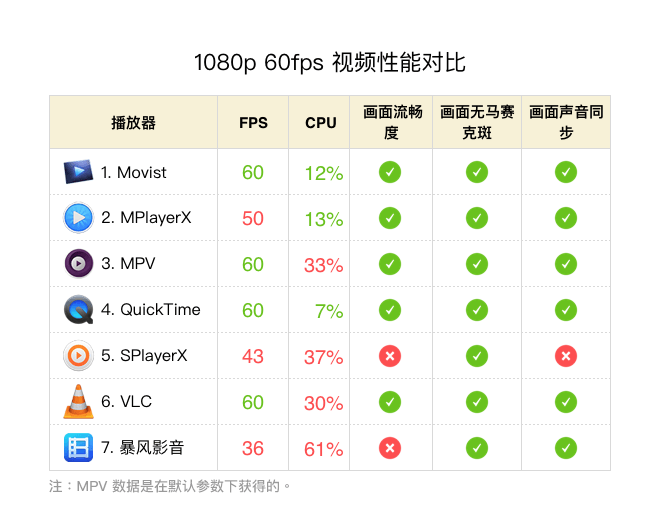 1080p 60fps 视频性能对比
播放器 FPS CPU 画面流畅度 画面无马赛克斑 画面声音同步
1. Movist 60 12%
2. MPlayerX 50 13%
3. MPV 60 33%
4. QuickTime 60 7%
5. SPlayerX 43 37%
6. VLC 60 30%
7. 暴风影音 36 61%
注：MPV 数据是在默认参数下获得的。